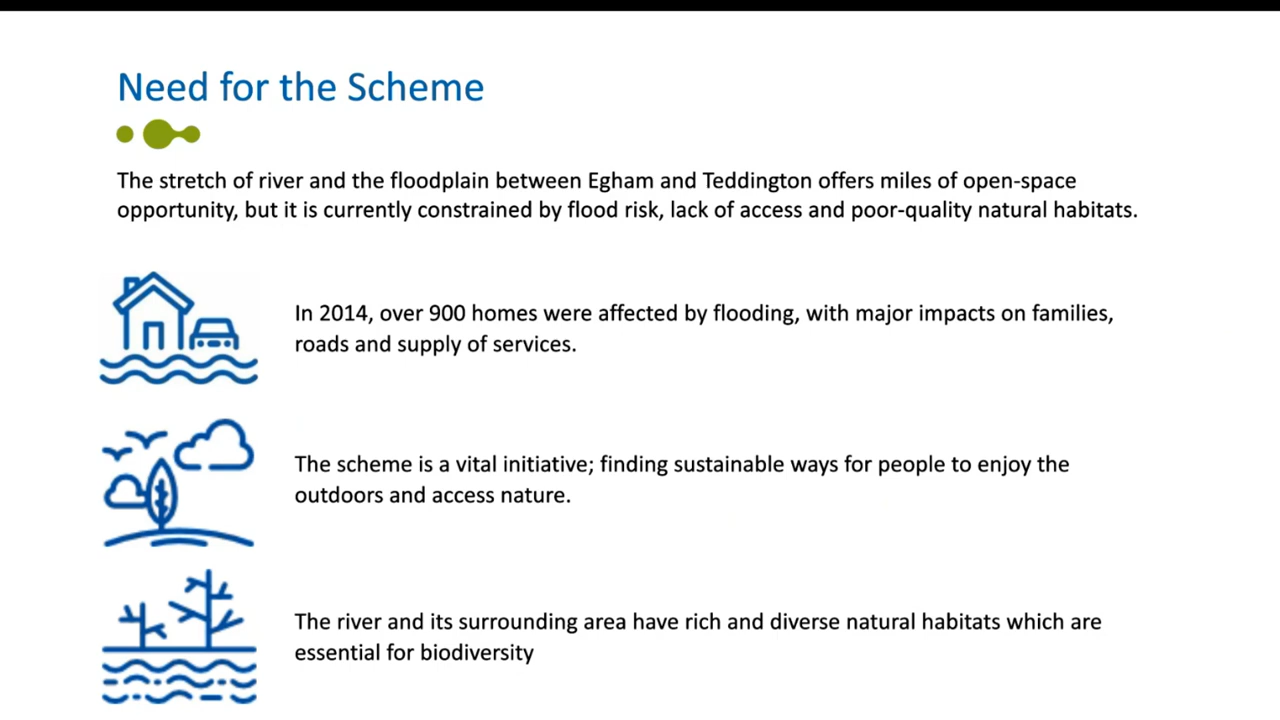 Need for the Scheme
The stretch of river and the floodplain between Egham and Teddington offers miles of open-space
opportunity, but it is currently constrained by flood risk, lack of access and poor-quality natural habitats.
In 2014, over 900 homes were affected by flooding, with major impacts on families,
roads and supply of services.
The scheme is a vital initiative; finding sustainable ways for people to enjoy the
outdoors and access nature.
The river and its surrounding area have rich and diverse natural habitats which are
essential for biodiversity